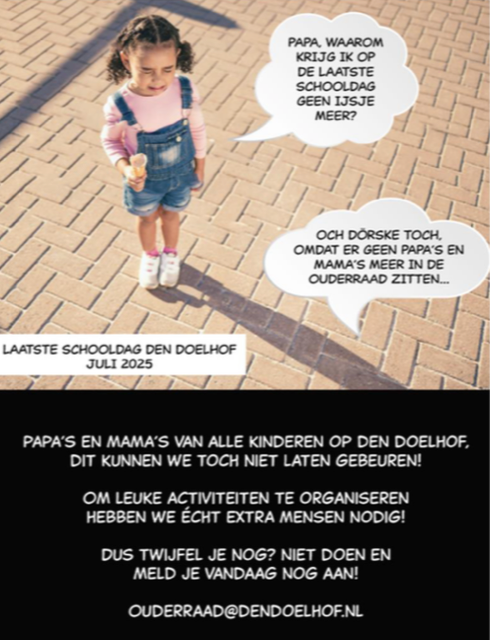 PAPA, WAAROM
KRIJG IK OP
DE LAATSTE
SCHOOLDAG
GEEN IJSJE
MEER?
OCH DÖRSKE TOCH,
OMDAT ER GEEN PAPA'S EN
MAMA'S MEER IN DE
OUDERRAAD ZITTEN...
LAATSTE SCHOOLDAG DEN DOELHOF
JULI 2025
PAPA'S EN MAMA'S VAN ALLE KINDEREN OP DEN DOELHOF,
DIT KUNNEN WE TOCH NIET LATEN GEBEUREN!
OM LEUKE ACTIVITEITEN TE ORGANISEREN
HEBBEN WE ÉCHT EXTRA MENSEN NODIG!
DUS TWIJFEL JE NOG? NIET DOEN EN
MELD JE VANDAAG NOG AAN!
OUDERRAAD@DENDOELHOF.NL